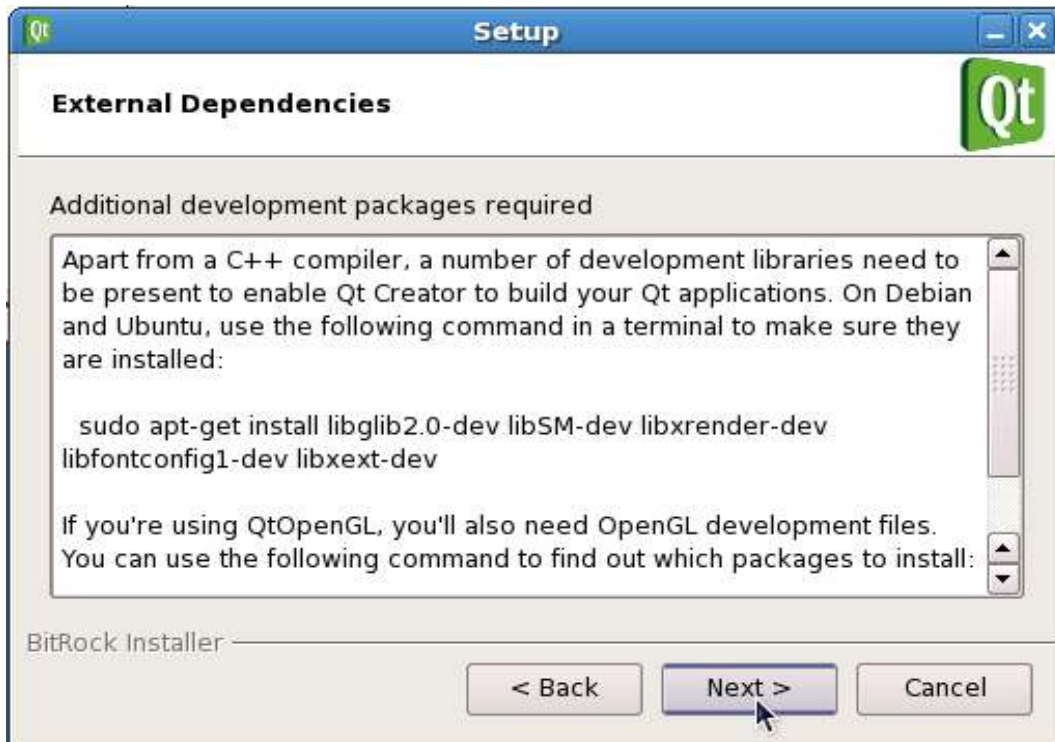 Qt
Setup
External Dependencies
Qt
Additional development packages required
Apart from a C++ compiler, a number of development libraries need to
be present to enable Qt Creator to build your Qt applications. On Debian
and Ubuntu, use the following command in a terminal to make sure they
are installed:
sudo apt-get install libglib2.0-dev libSM-dev libxrender-dev
libfontconfig1-dev libxext-dev
If you're using QtOpenGL, you'll also need OpenGL development files.
You can use the following command to find out which packages to install:
BitRock Installer
< Back
Next >
Cancel